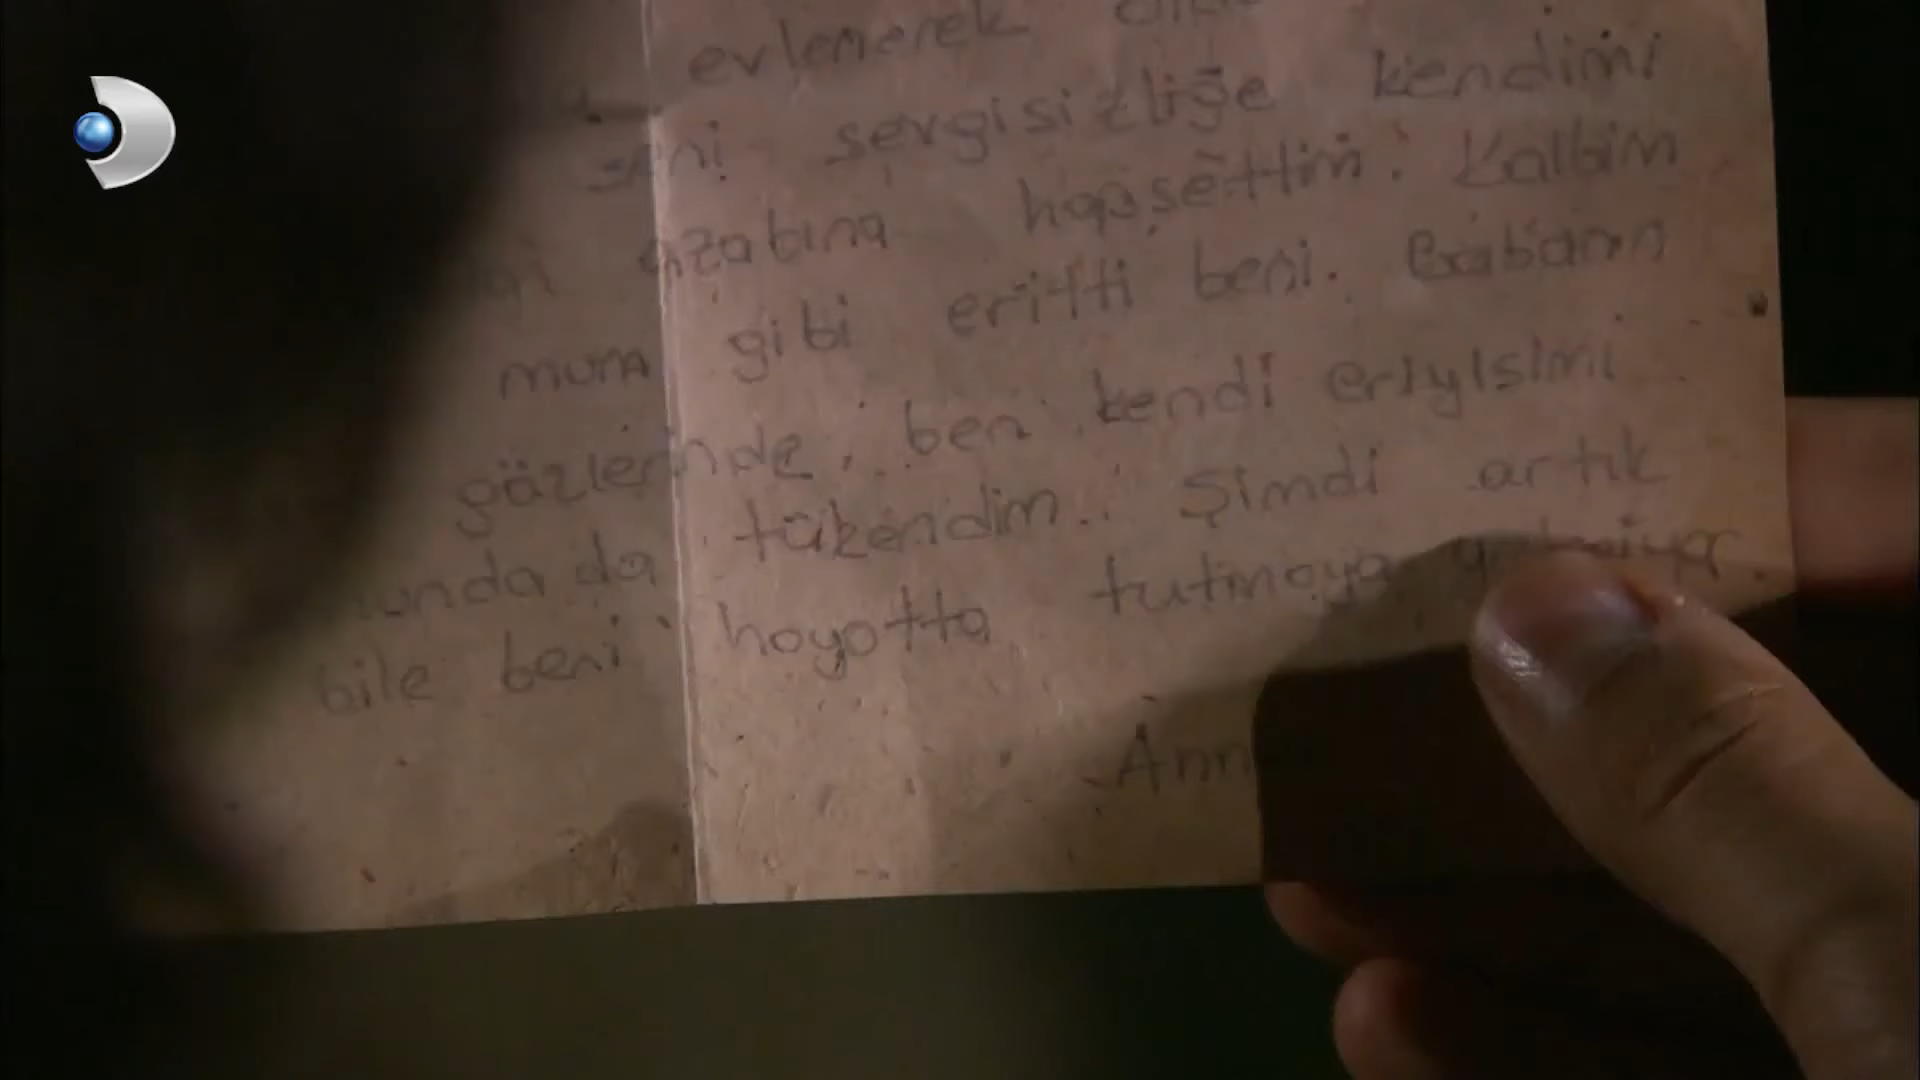 evlenerek
seni sevgisizliğe kendimi
azabına hapsettim. Kalbim
mum gibi eritti beni. Babanın
gözlerinde, ben kendi eriyişimi
da tükendim. Şimdi artık
bile beni hayatta tutmaya